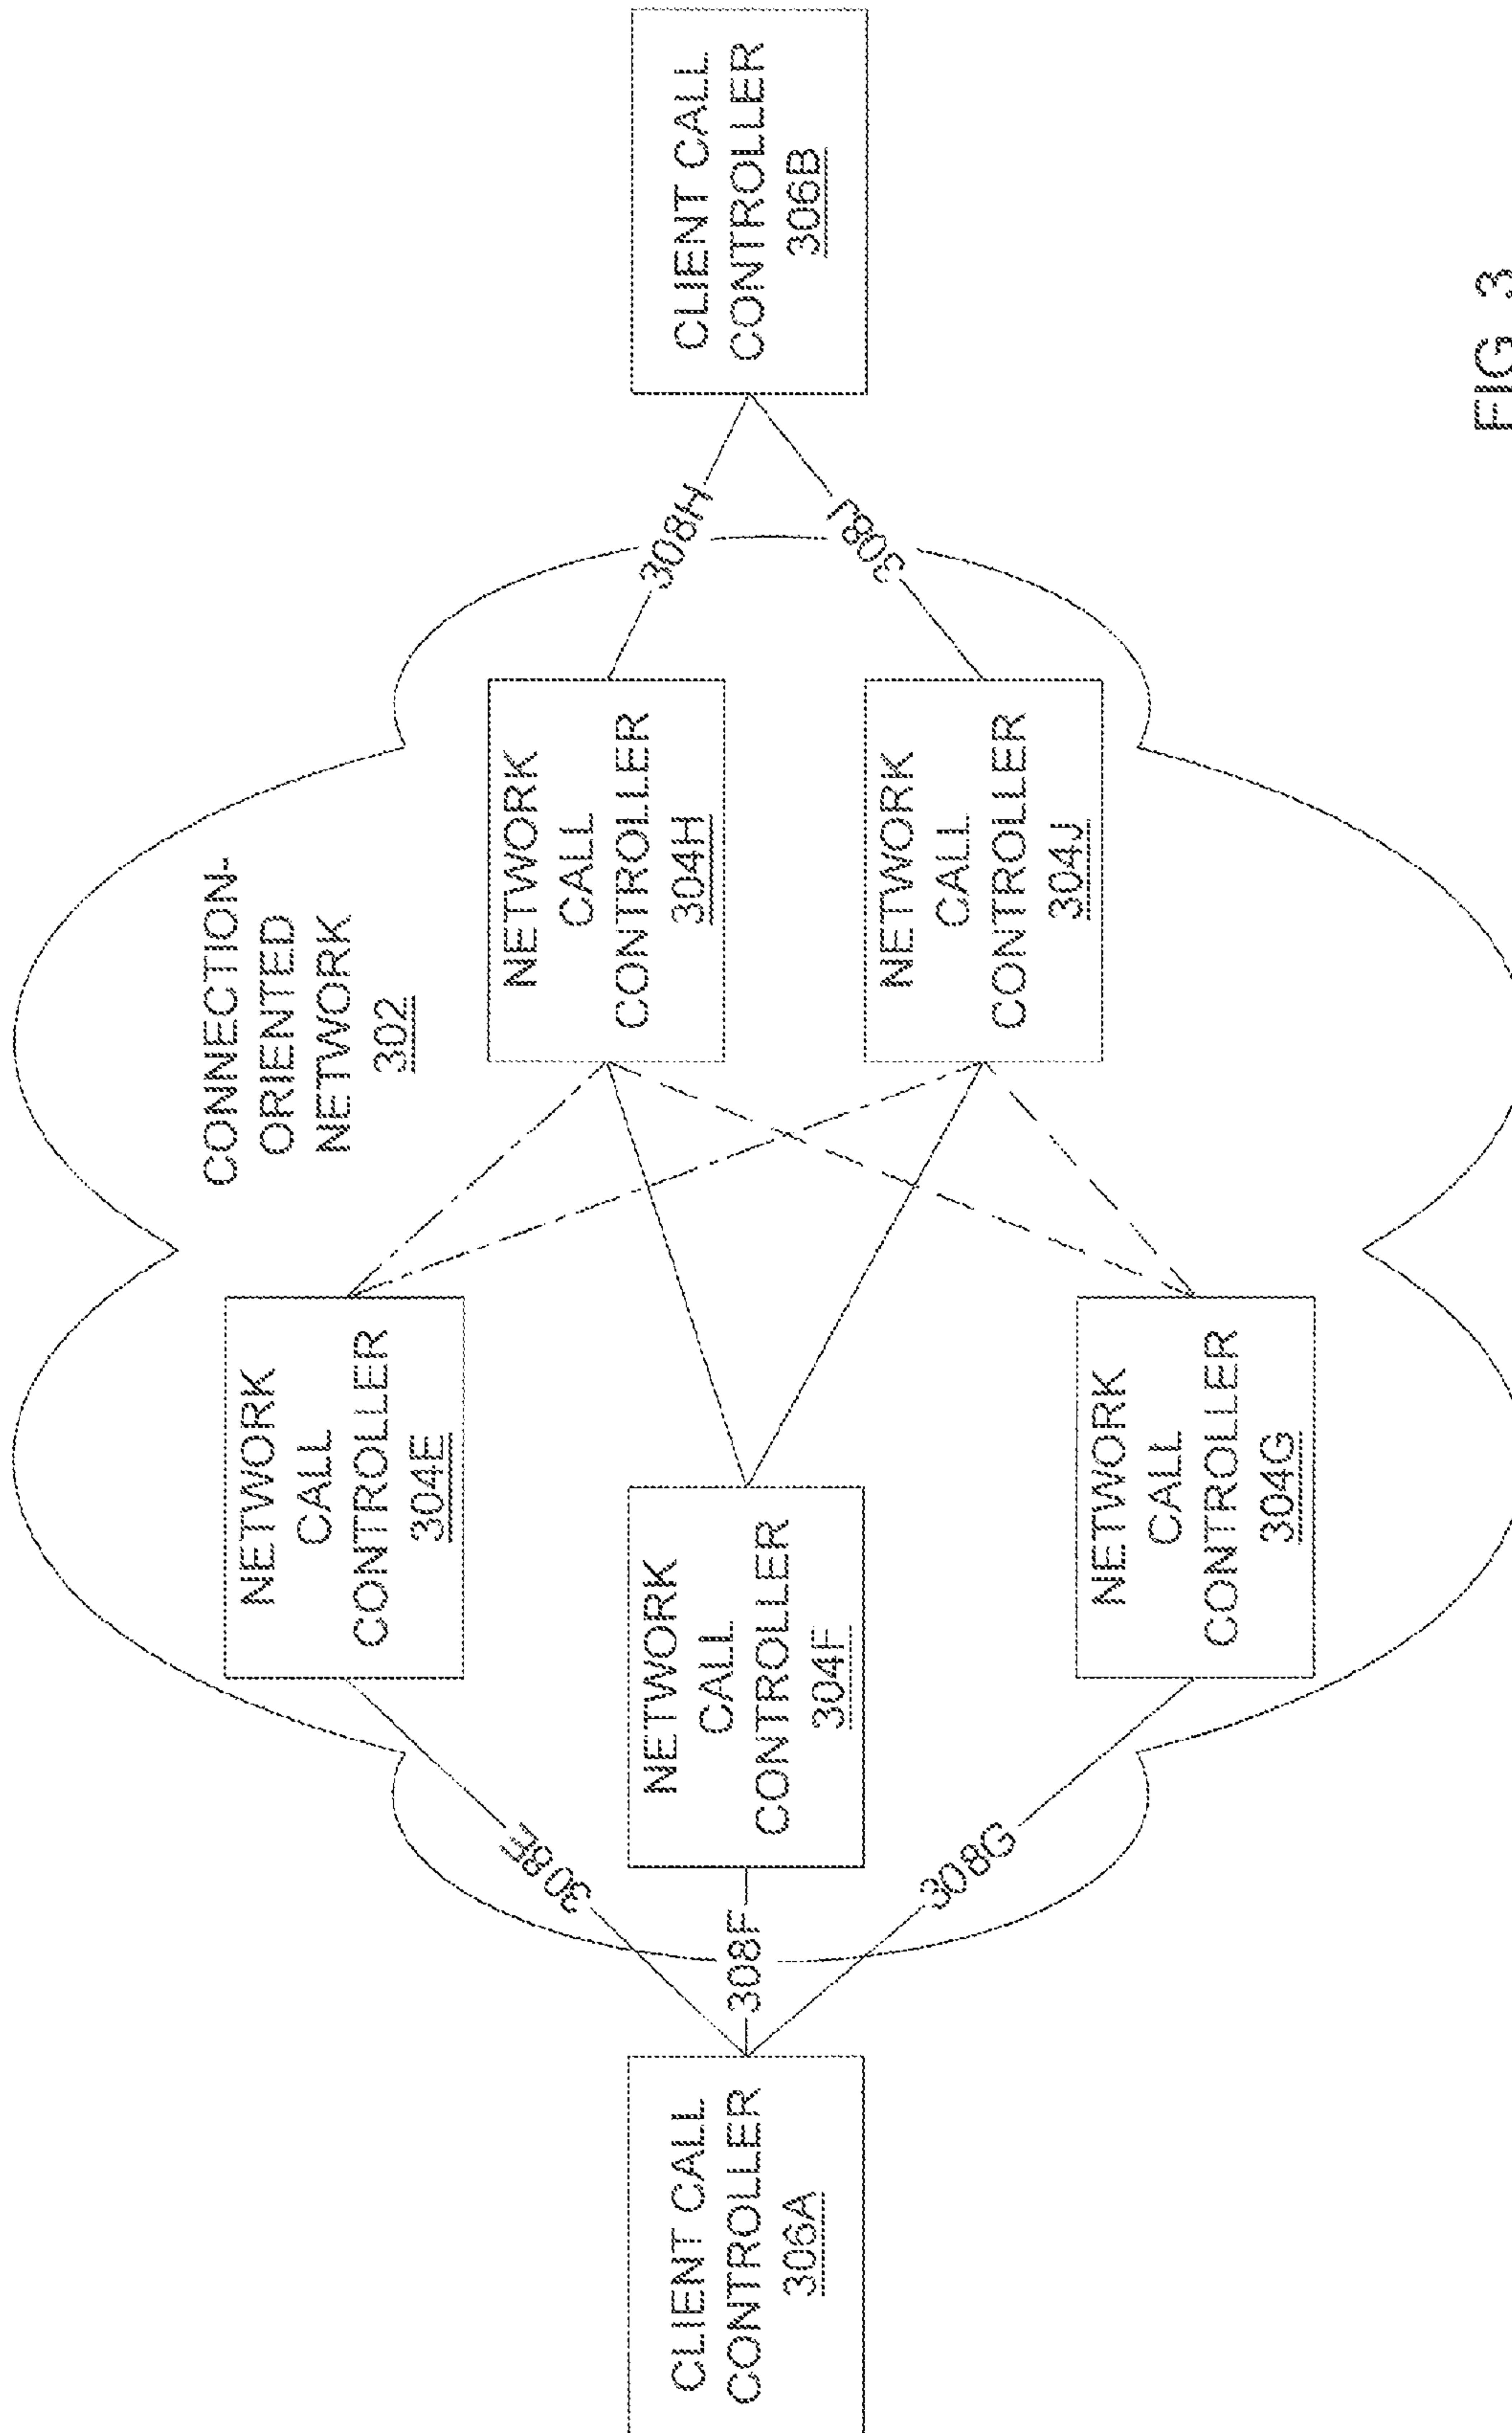 CONNECTION-
ORIENTED
NETWORK
302
CLIENT CALL
CONTROLLER
306A
308E
308F
308G
NETWORK
CALL
CONTROLLER
304E
NETWORK
CALL
CONTROLLER
304F
NETWORK
CALL
CONTROLLER
304G
NETWORK
CALL
CONTROLLER
304H
NETWORK
CALL
CONTROLLER
304J
308H
308J
CLIENT CALL
CONTROLLER
306B
FIG. 3